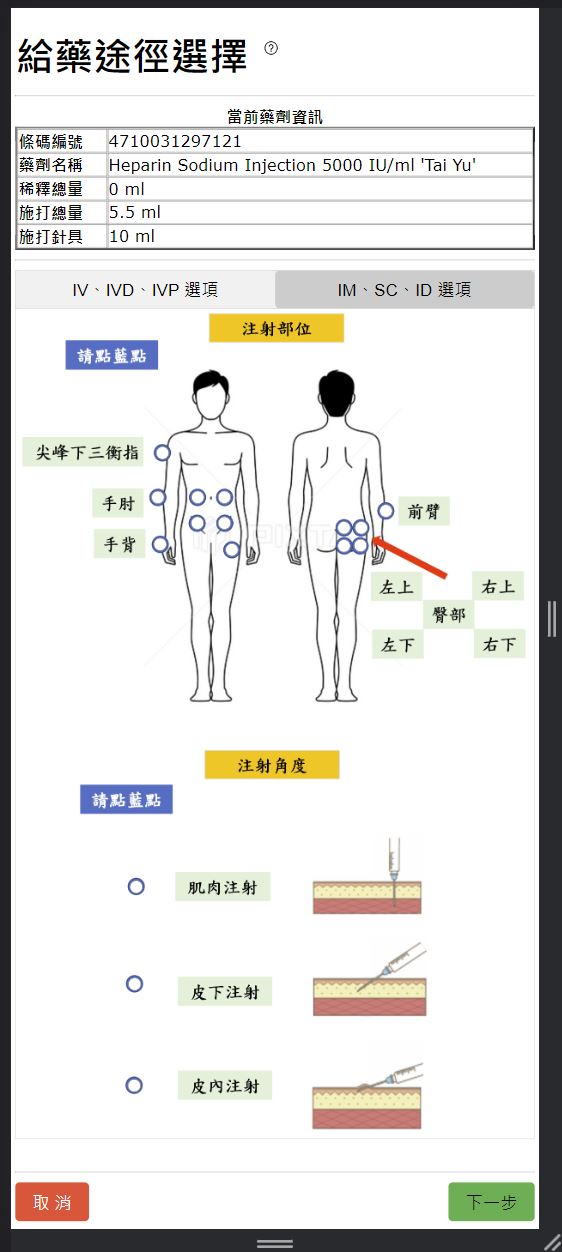 給藥途徑選擇 ?
當前藥劑資訊
條碼編號 4710031297121
藥劑名稱 Heparin Sodium Injection 5000 IU/ml 'Tai Yu'
稀釋總量 0 ml
施打總量 5.5 ml
施打針具 10 ml
IV、IVD、IVP 選項 IM、SC、ID 選項
注射部位
請點藍點
尖峰下三衡指
手肘
手背
前臂
左上 右上
臀部
左下 右下
注射角度
請點藍點
肌肉注射
皮下注射
皮內注射
取 消 下一步